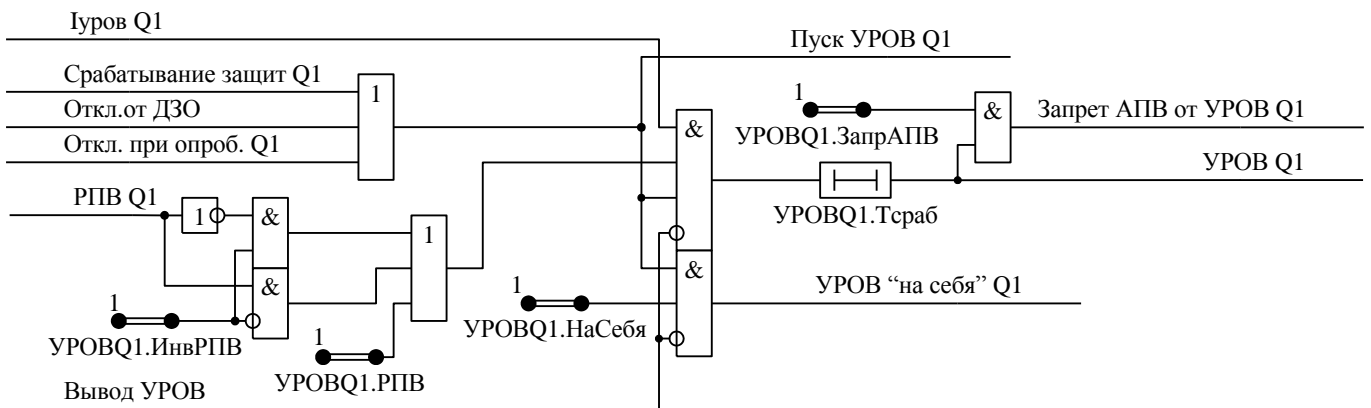 Iуров Q1
Пуск УРОВ Q1
Срабатывание защит Q1
1
1
&
Запрет АПВ от УРОВ Q1
Откл.от ДЗО
&
УРОВQ1.ЗапрАПВ
Откл. при опроб. Q1
УРОВ Q1
РПВ Q1
1
&
1
УРОВQ1.Тсраб
&
1
&
УРОВ “на себя” Q1
1
1
УРОВQ1.НаСебя
УРОВQ1.ИнвРПВ
УРОВQ1.РПВ
Вывод УРОВ